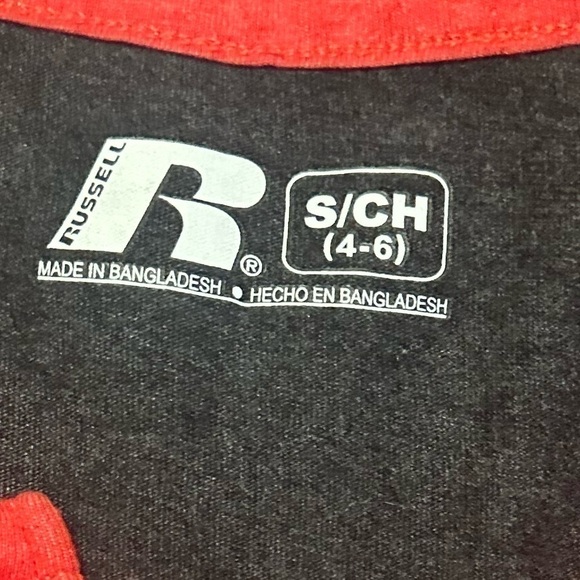 RUSSELL
R®
S/CH
(4-6)
MADE IN BANGLADESH • HECHO EN BANGLADESH